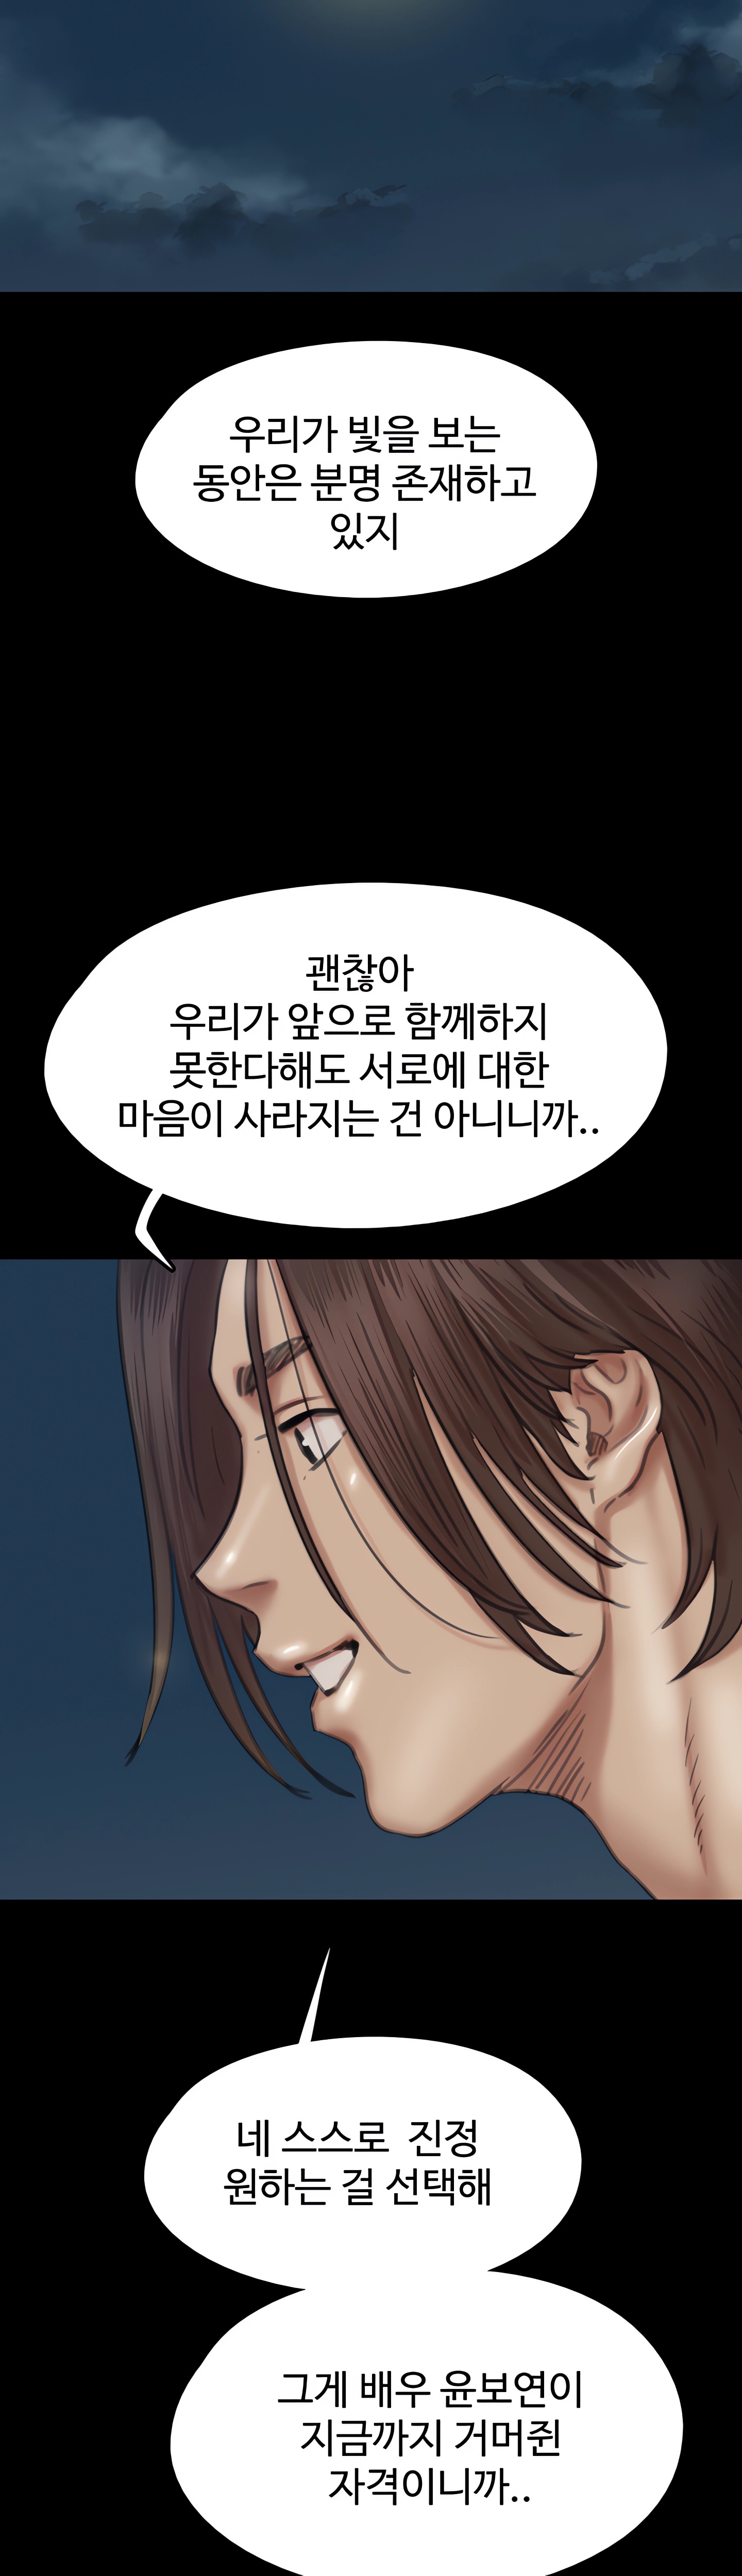 우리가 빛을 보는
동안은 분명 존재하고
있지
괜찮아
우리가 앞으로 함께하지
못한다해도 서로에 대한
마음이 사라지는 건 아니니까..
네 스스로 진정
원하는 걸 선택해
그게 배우 윤보연이
지금까지 거머쥔
자격이니까..